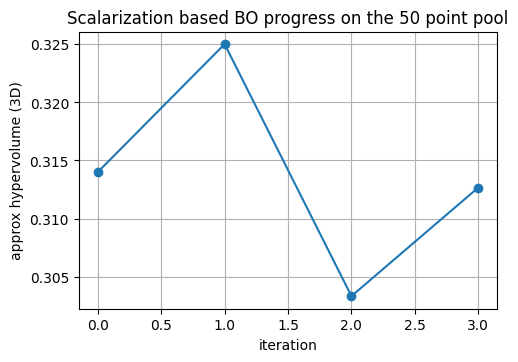 Scalarization based BO progress on the 50 point pool
0.325
0.320
0.315
0.310
0.305
approx hypervolume (3D)
0.0 0.5 1.0 1.5 2.0 2.5 3.0
iteration